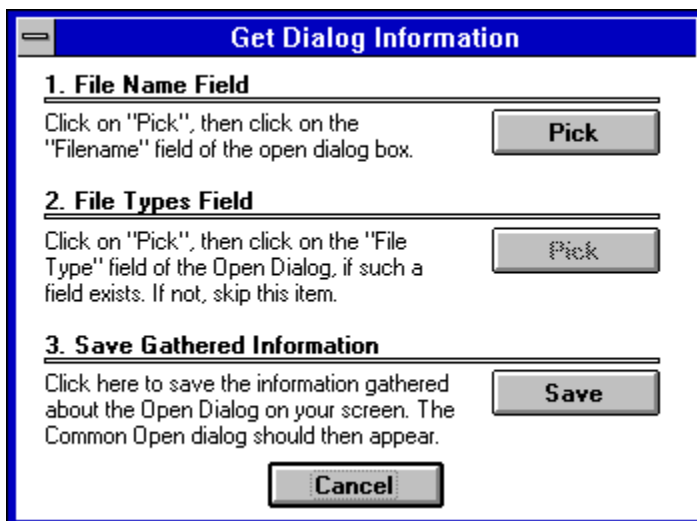 Get Dialog Information
1. File Name Field
Click on "Pick", then click on the
"Filename" field of the open dialog box.
Pick
2. File Types Field
Click on "Pick", then click on the "File
Type" field of the Open Dialog, if such a
field exists. If not, skip this item.
Pick
3. Save Gathered Information
Click here to save the information gathered
about the Open Dialog on your screen. The
Common Open dialog should then appear.
Save
Cancel